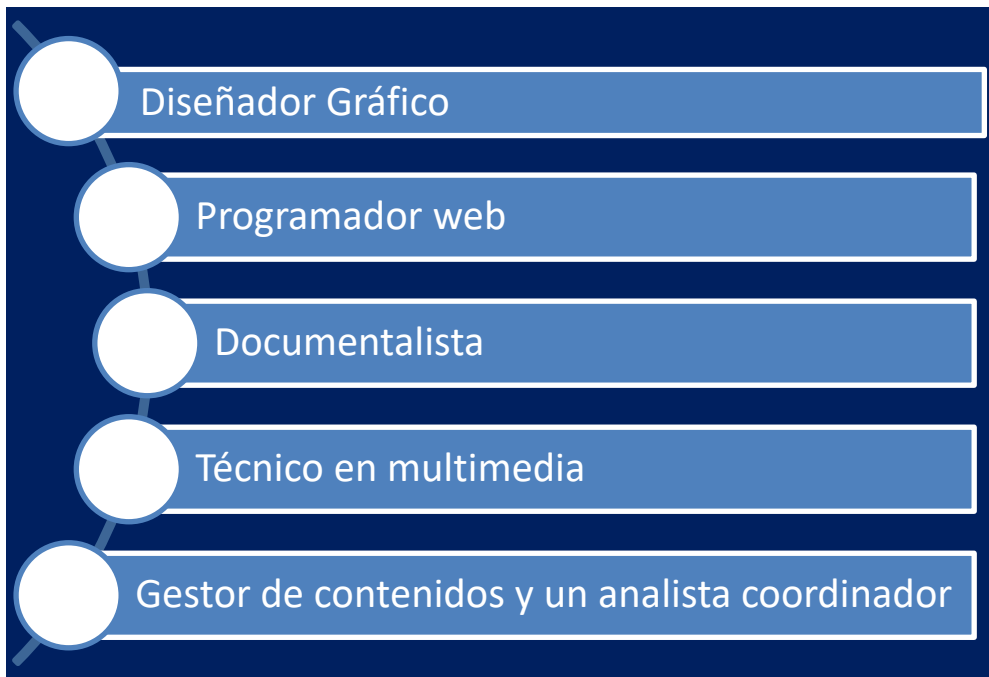 Diseñador Gráfico
Programador web
Documentalista
Técnico en multimedia
Gestor de contenidos y un analista coordinador